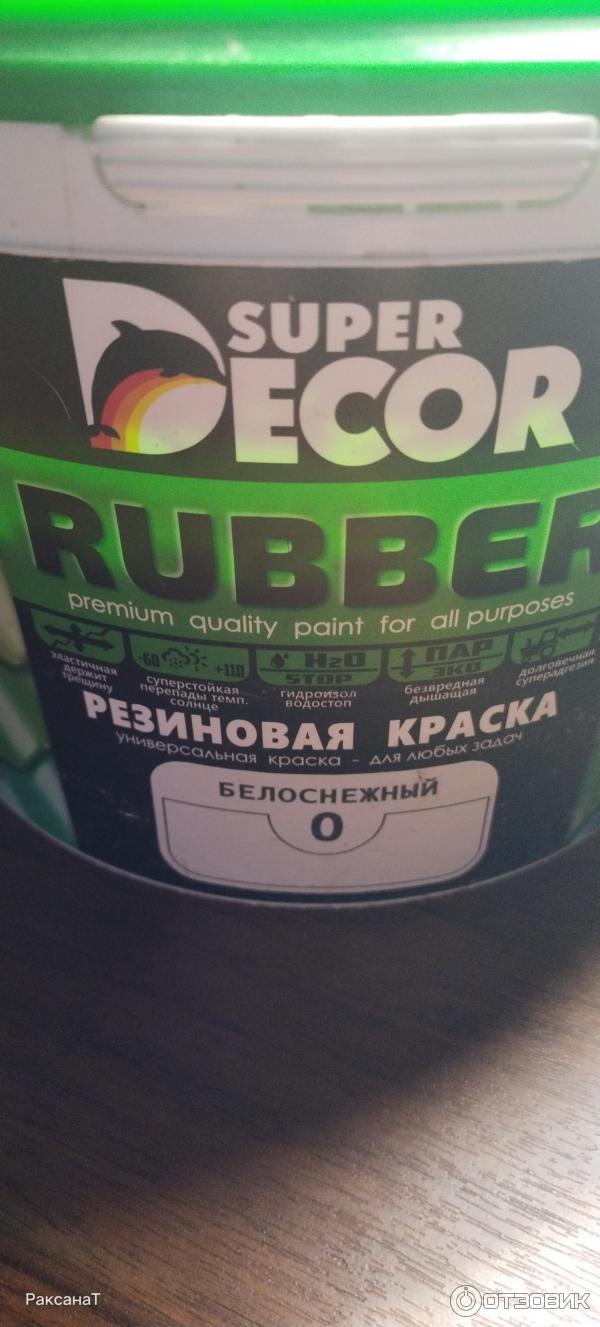 SUPER
DECOR
RUBBER
premium quality paint for all purposes
-60 +110 H2O ПАР
STOP ЭКО
эластичная
держит
трещину
суперстойкая
перепады темп.
солнце
гидроизол
водостоп
безвредная
дышащая
долговечная
суперадгезия
РЕЗИНОВАЯ КРАСКА
универсальная краска - для любых задач
БЕЛОСНЕЖНЫЙ
0
РаксанаТ
ОТЗОВИК